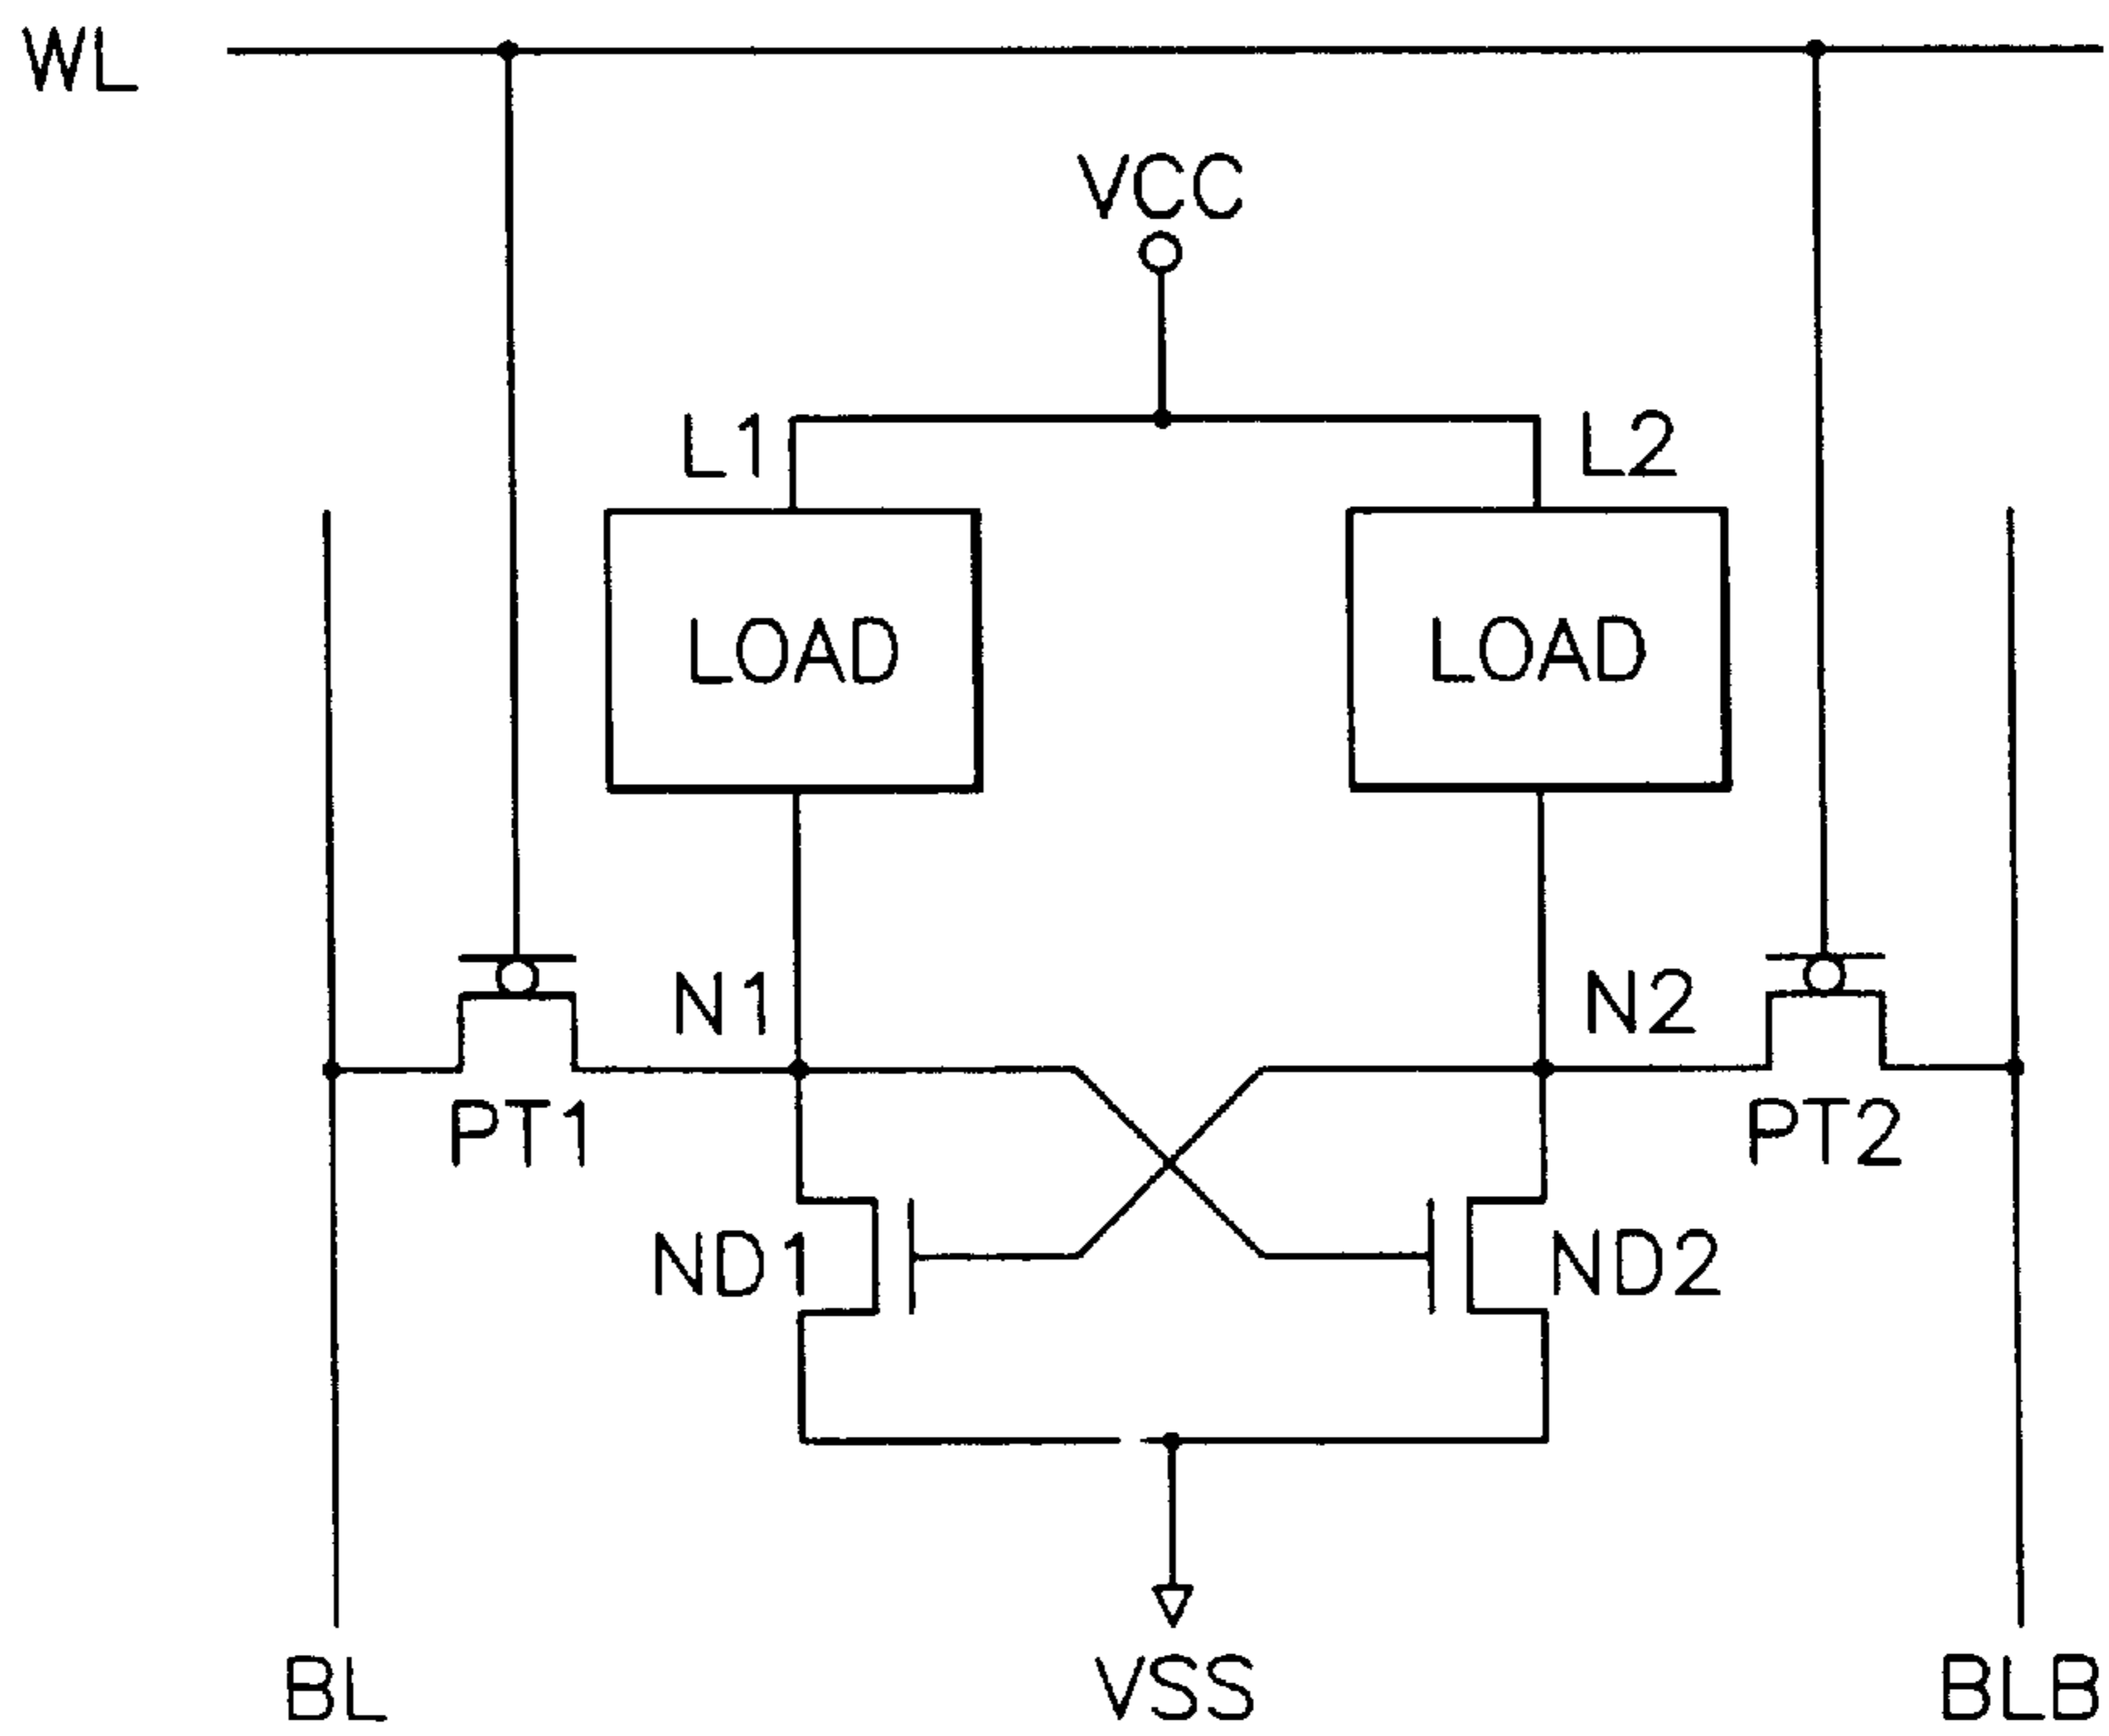 WL
VCC
L1
L2
LOAD
LOAD
N1
N2
PT1
PT2
ND1
ND2
BL
VSS
BLB